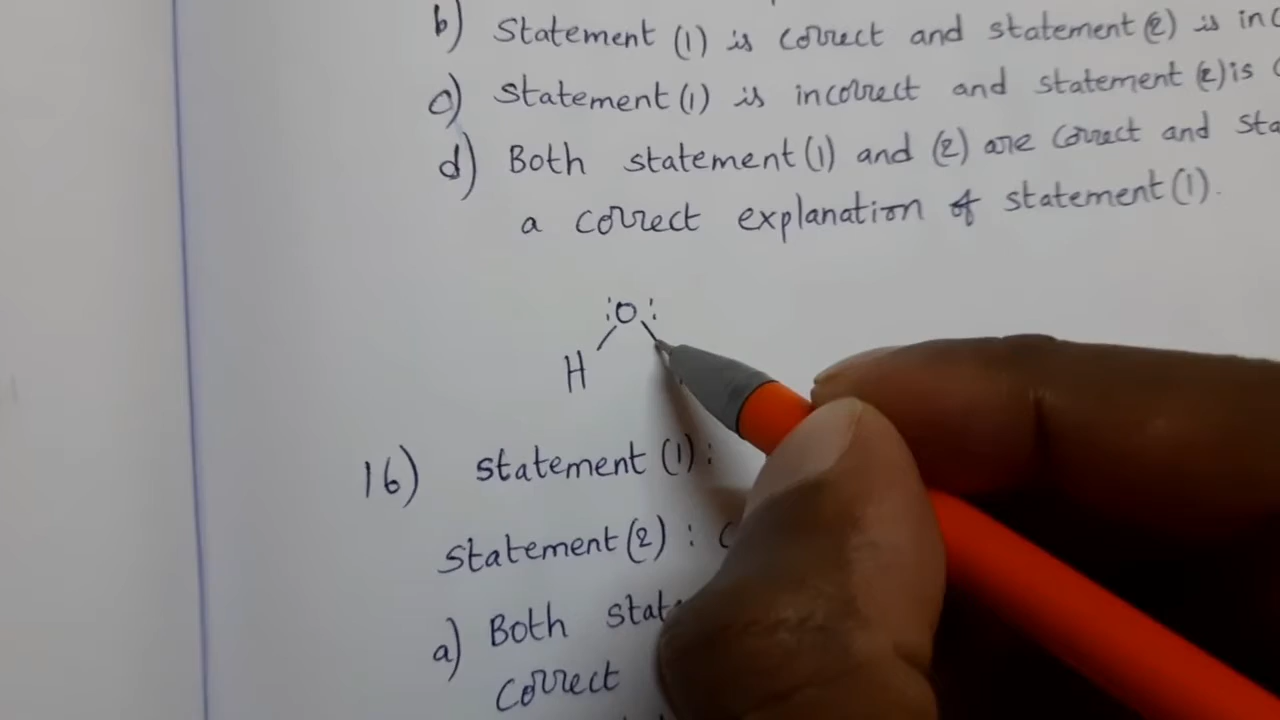 b) Statement (1) is correct and statement (2) is
c) Statement (1) is incorrect and statement (2) is
d) Both statement (1) and (2) are correct and
a correct explanation of statement (1).
:O:
H
16) Statement (1) :
Statement (2) :
a) Both
Correct